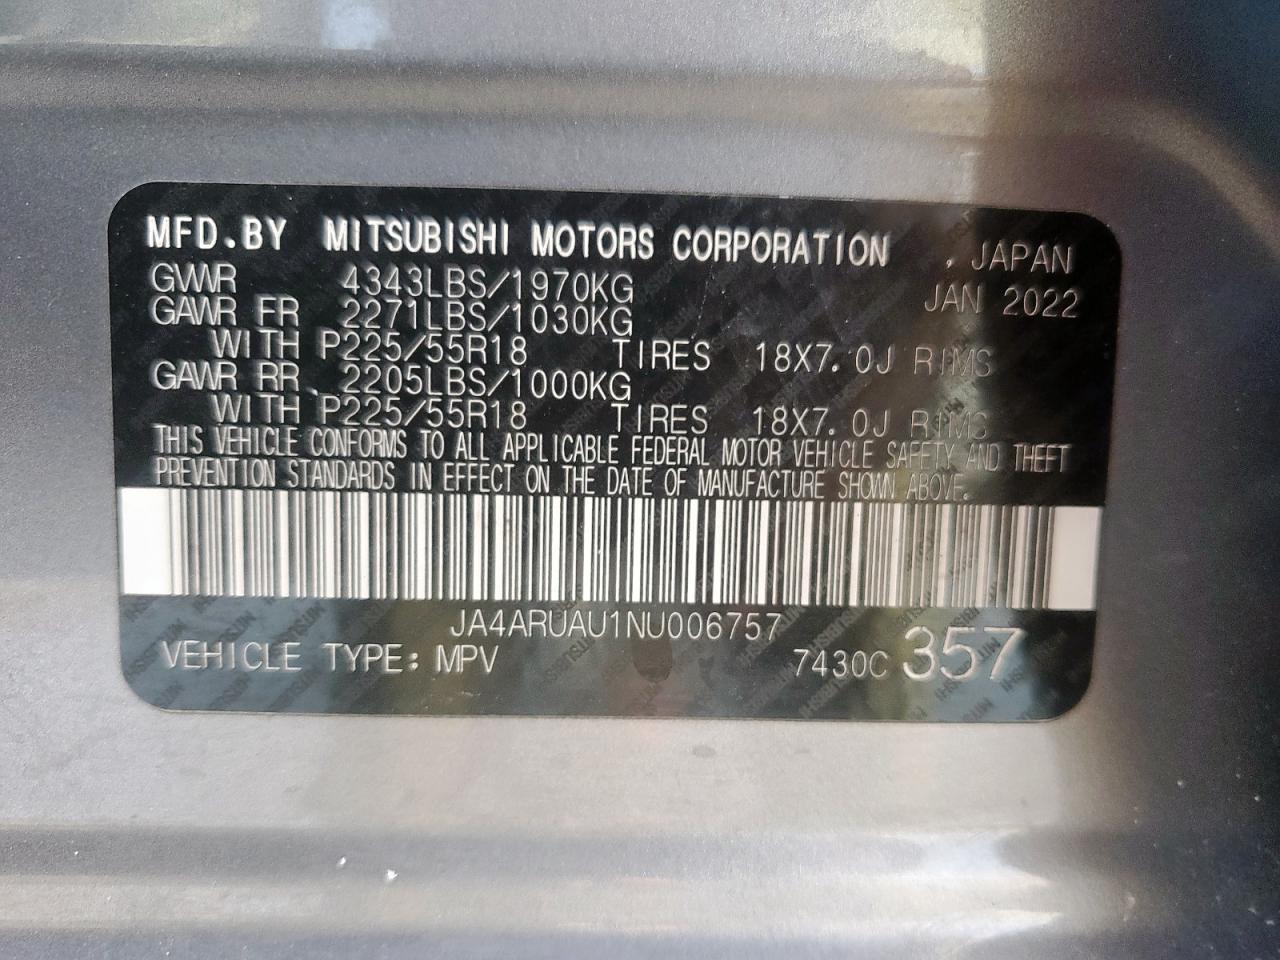 MFD.BY MITSUBISHI MOTORS CORPORATION . JAPAN
GVWR 4343LBS/1970KG JAN 2022
GAWR FR 2271LBS/1030KG
WITH P225/55R18 TIRES 18X7.0J RIMS
GAWR RR 2205LBS/1000KG
WITH P225/55R18 TIRES 18X7.0J RIMS
THIS VEHICLE CONFORMS TO ALL APPLICABLE FEDERAL MOTOR VEHICLE SAFETY AND THEFT
PREVENTION STANDARDS IN EFFECT ON THE DATE OF MANUFACTURE SHOWN ABOVE.
JA4ARUAU1NU006757
VEHICLE TYPE: MPV 7430C 357